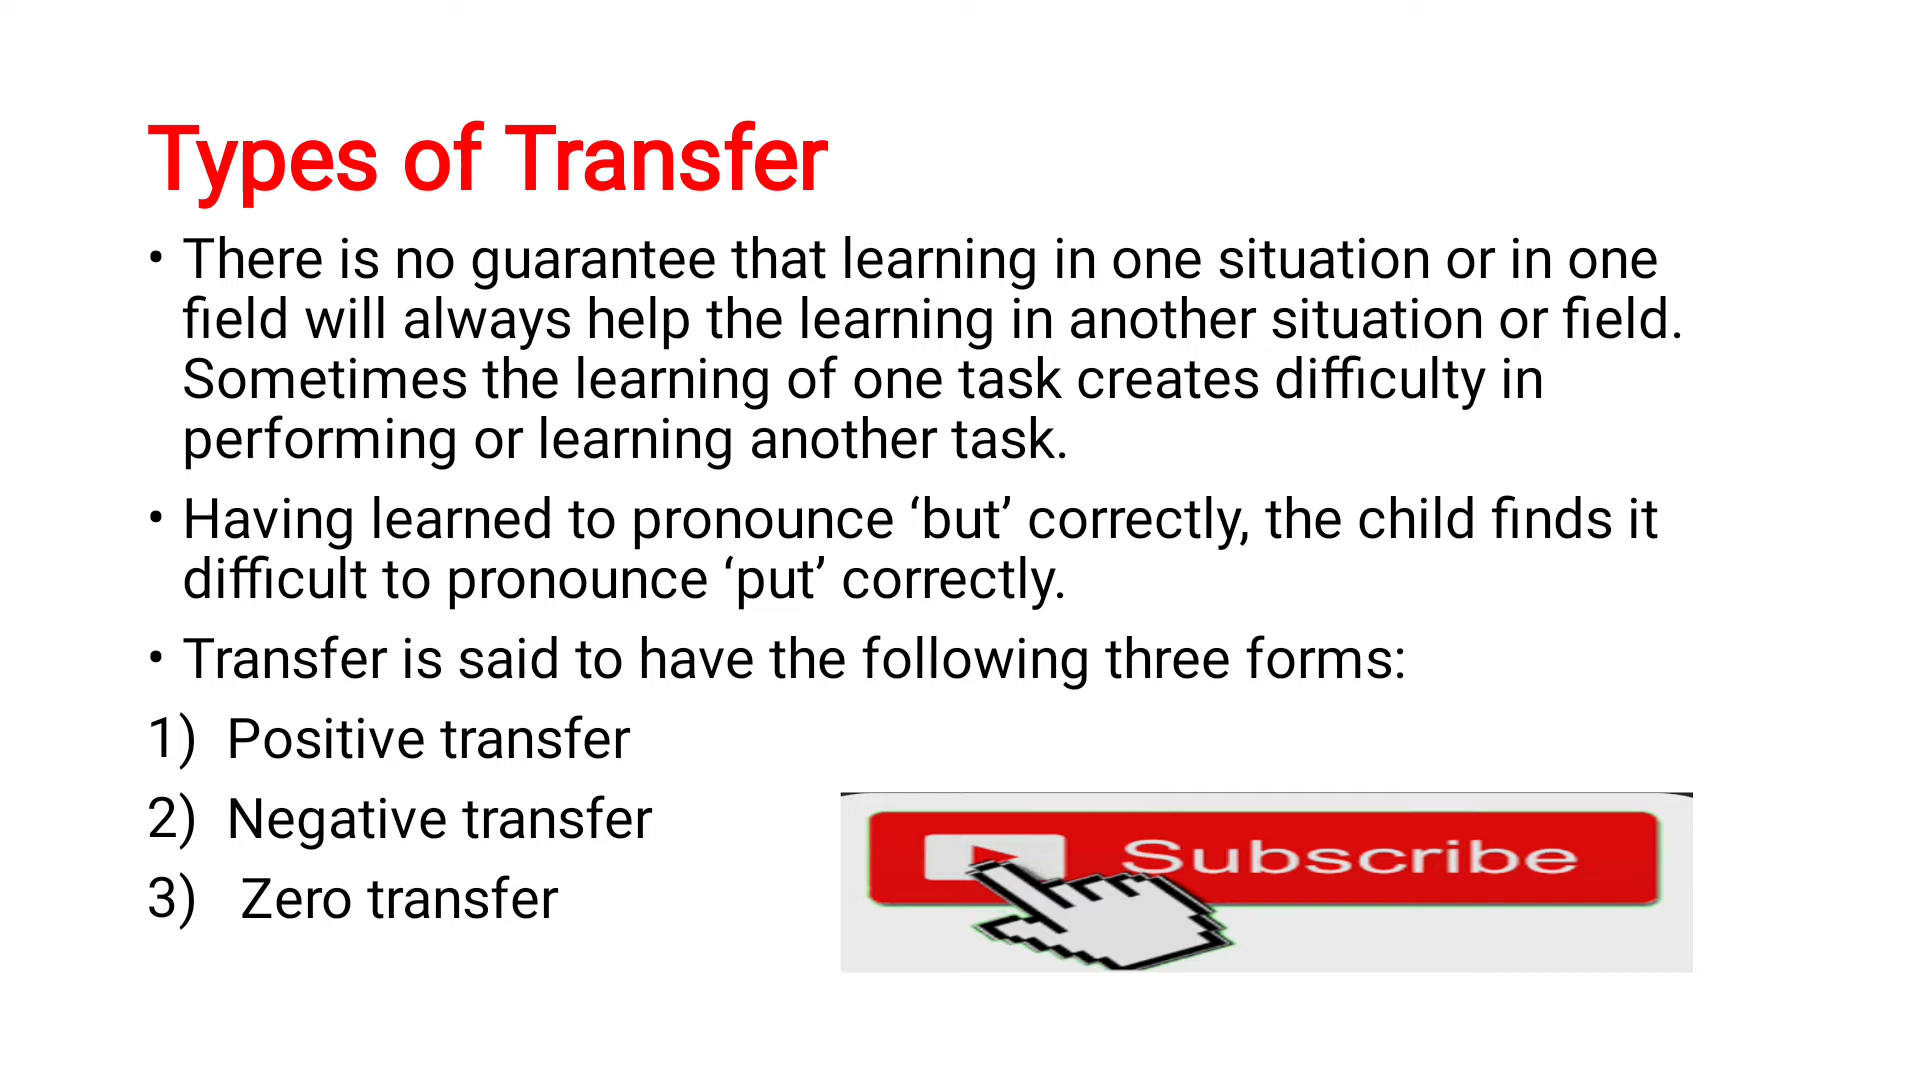 Types of Transfer
• There is no guarantee that learning in one situation or in one
field will always help the learning in another situation or field.
Sometimes the learning of one task creates difficulty in
performing or learning another task.
• Having learned to pronounce ‘but’ correctly, the child finds it
difficult to pronounce ‘put’ correctly.
• Transfer is said to have the following three forms:
1) Positive transfer
2) Negative transfer
3) Zero transfer
Subscribe